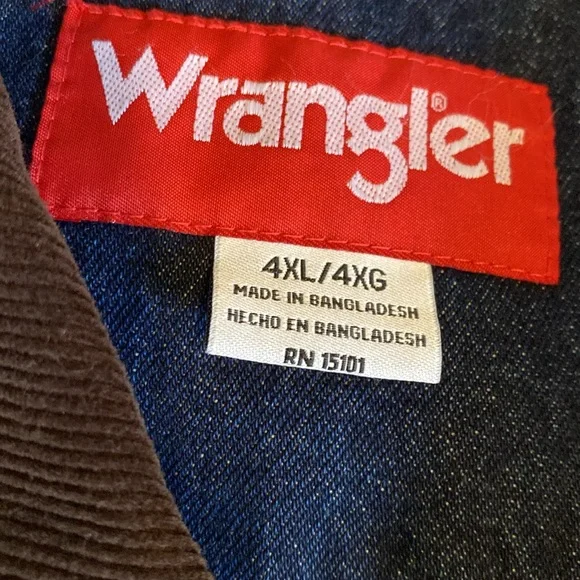 Wrangler®
4XL/4XG
MADE IN BANGLADESH
HECHO EN BANGLADESH
RN 15101